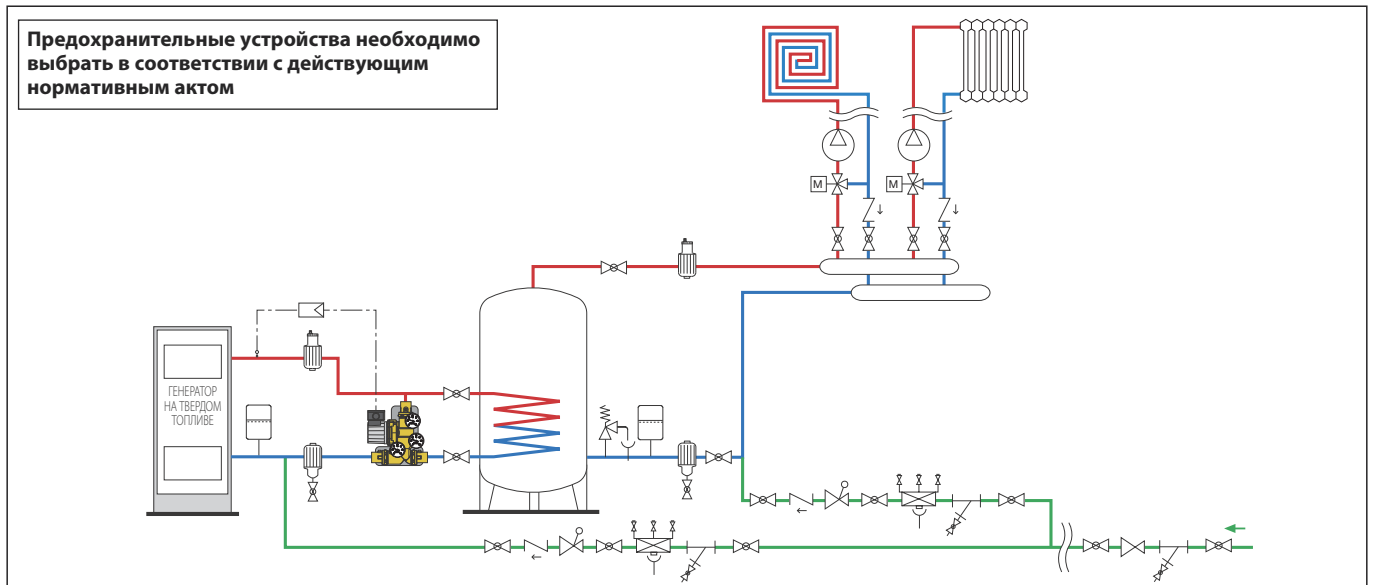 Предохранительные устройства необходимо
выбрать в соответствии с действующим
нормативным актом
M
M
ГЕНЕРАТОР
НА ТВЕРДОМ
ТОПЛИВЕ